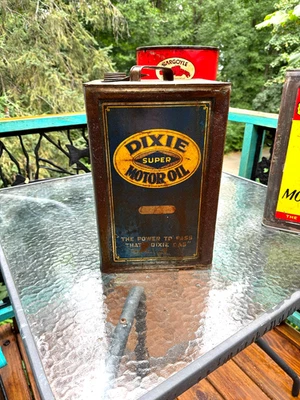 GARGOYLE
DIXIE
SUPER
MOTOR OIL
"THE POWER TO PASS
THAT'S DIXIE GAS"
MO
THE